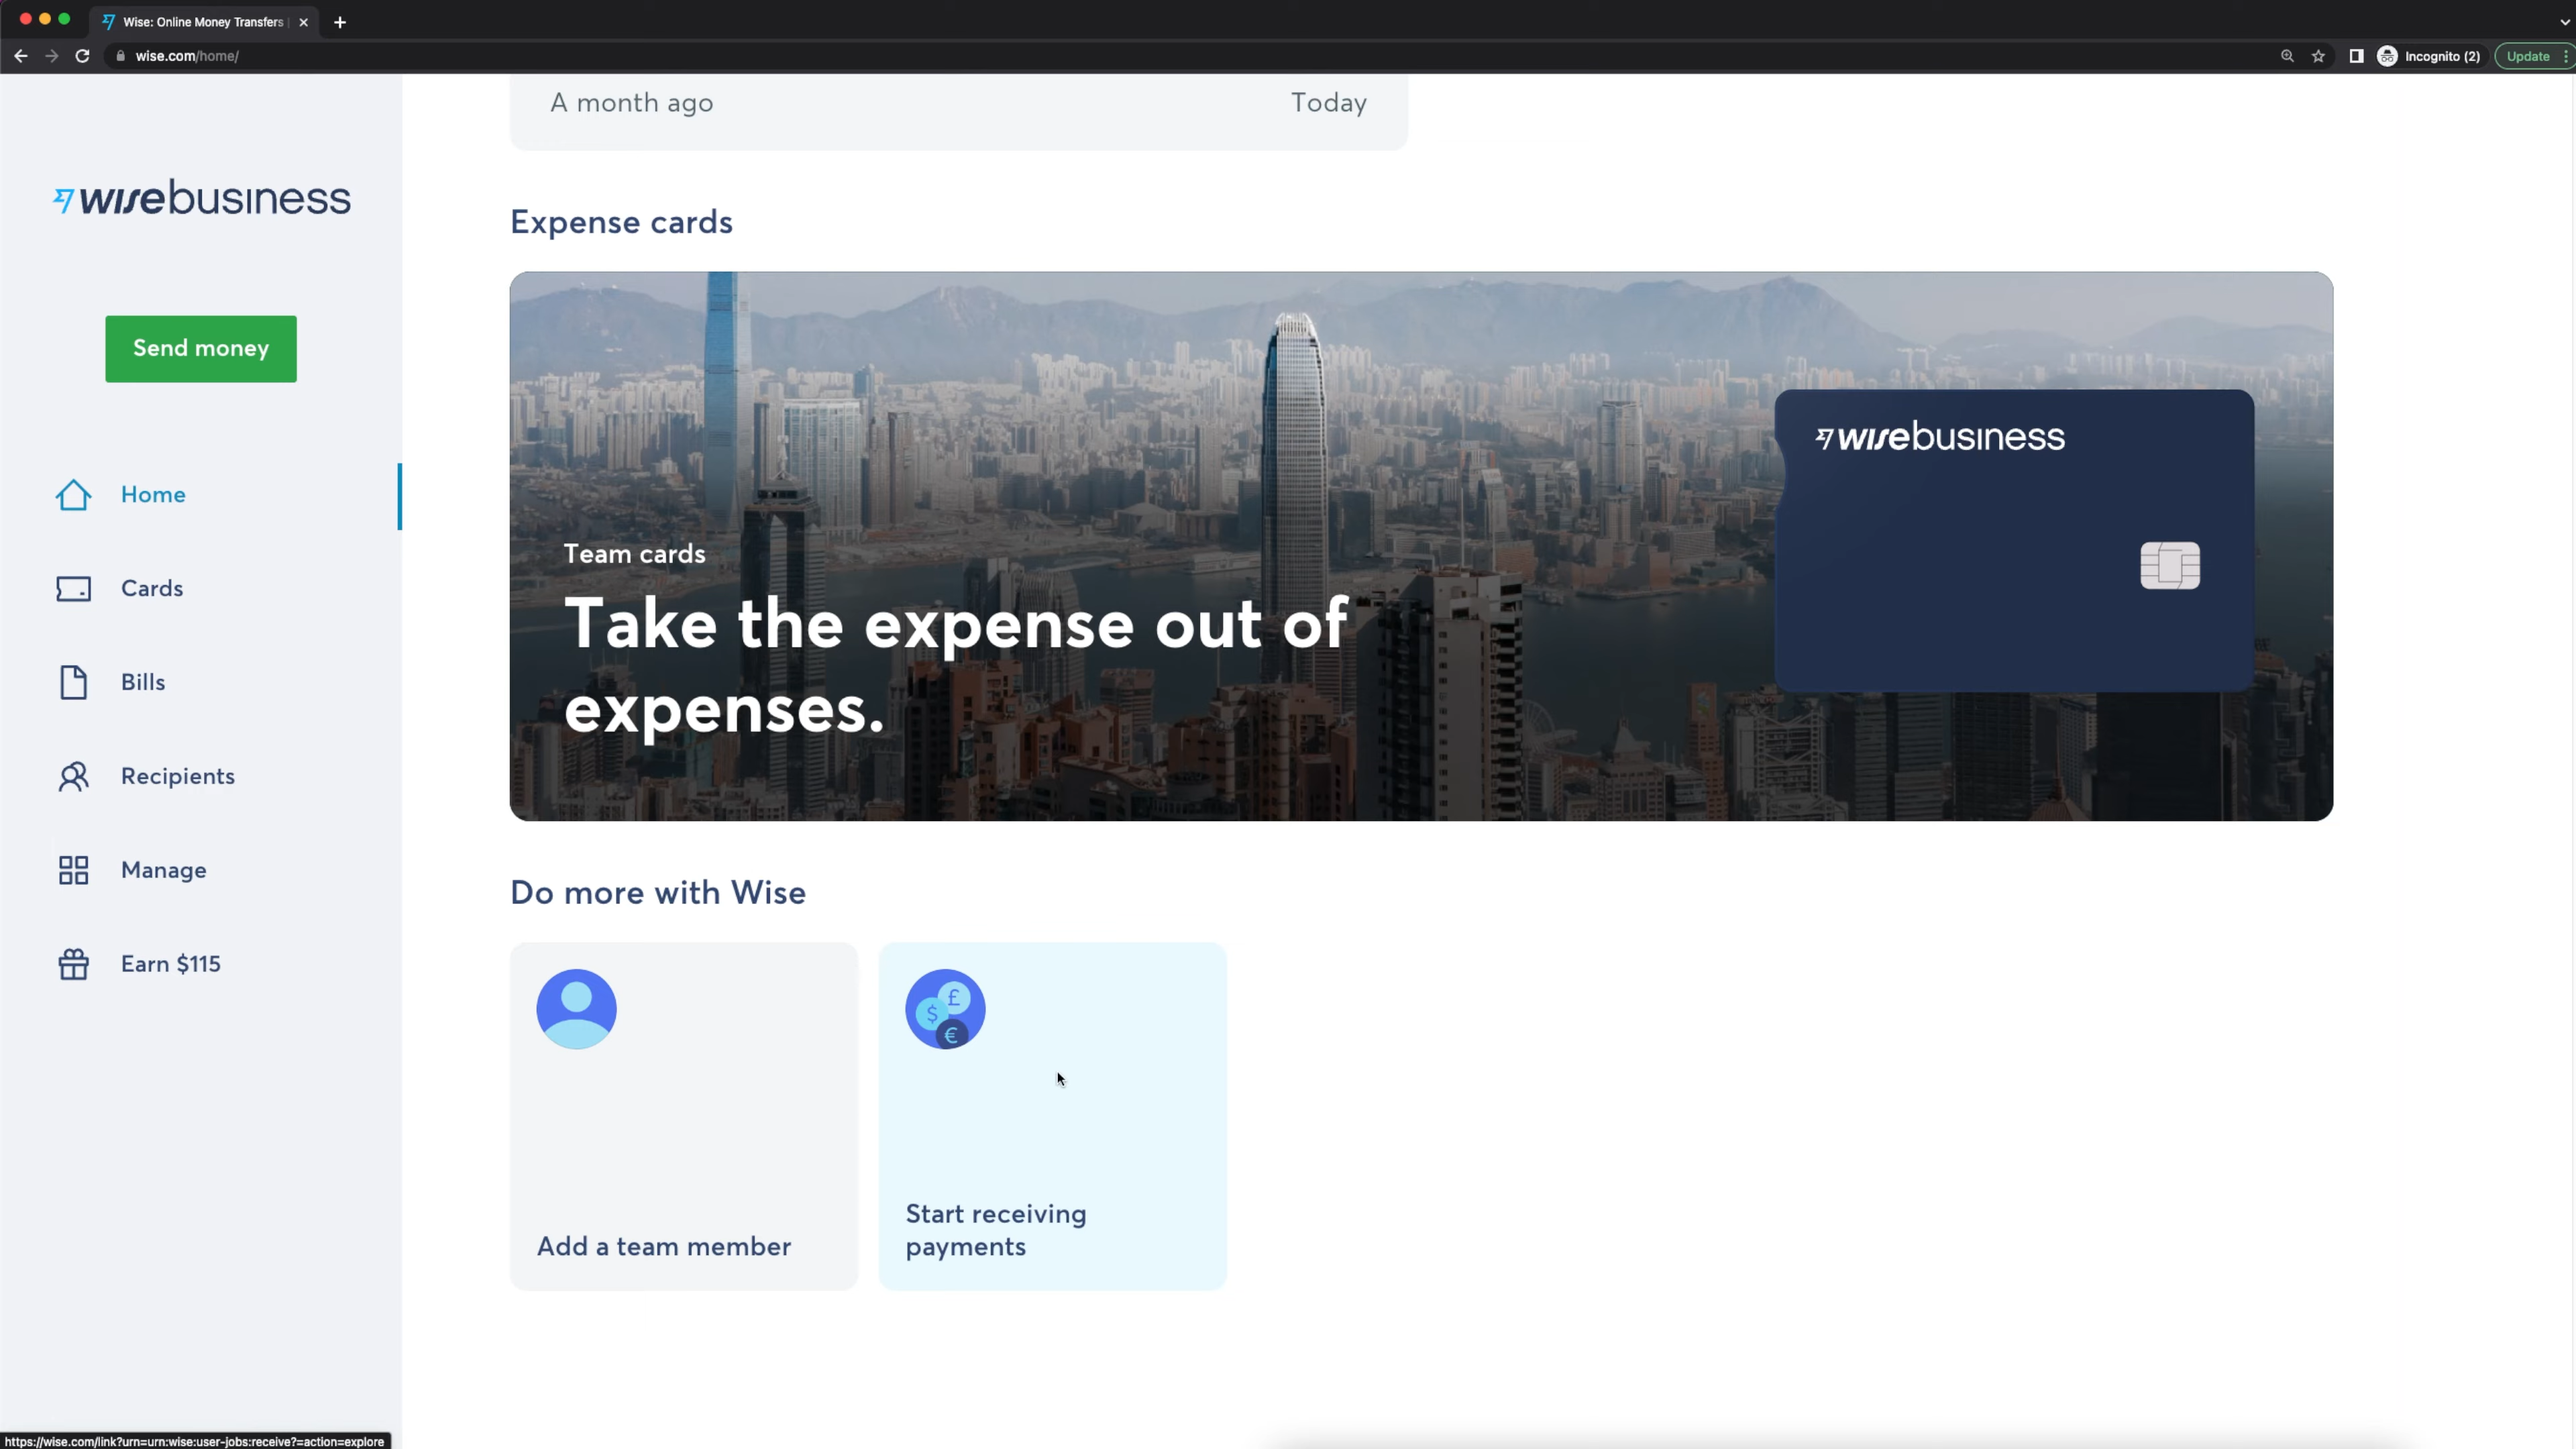 Wise: Online Money Transfers
wise.com/home/
Incognito (2)
Update
wisebusiness
Send money
Home
Cards
Bills
Recipients
Manage
Earn $115
A month ago
Today
Expense cards
wisebusiness
Team cards
Take the expense out of
expenses.
Do more with Wise
£
$
€
Add a team member
Start receiving
payments
https://wise.com/link?urn=urn:wise:user-jobs:receive?=action=explore